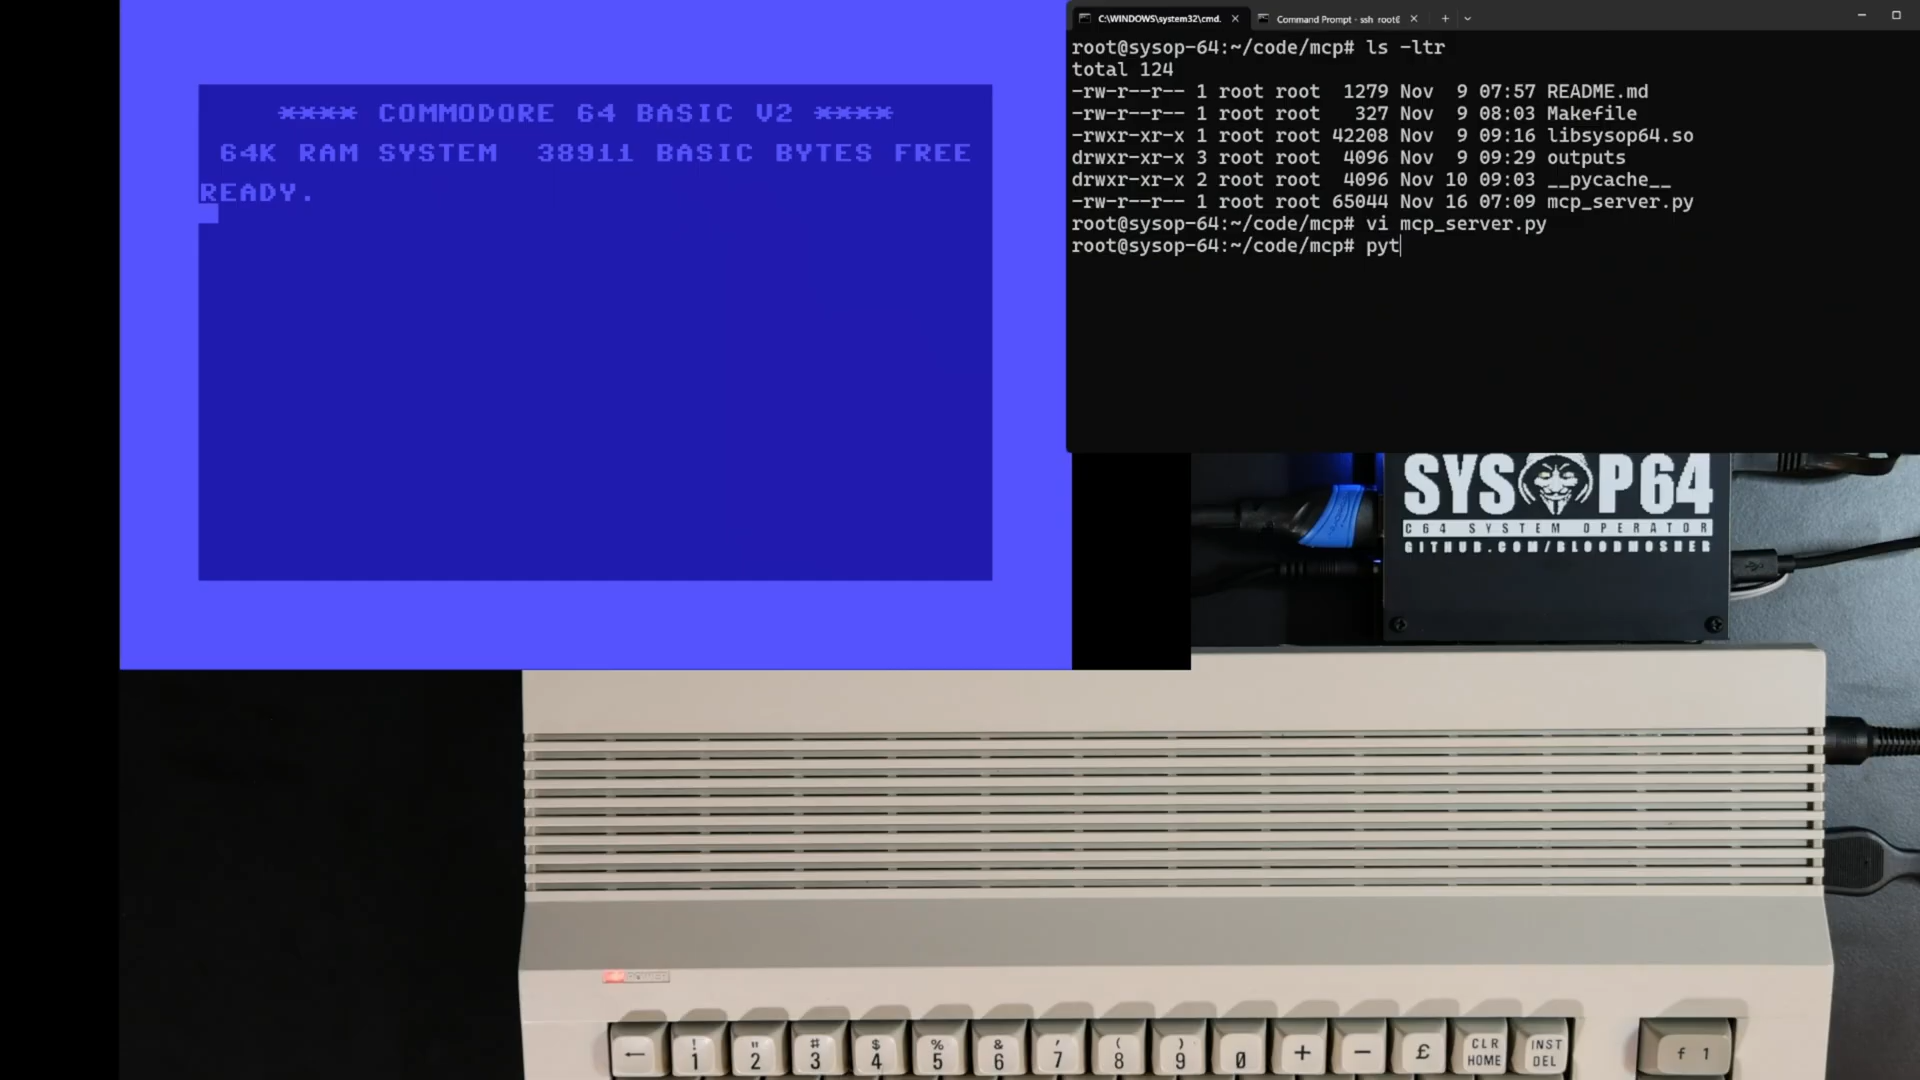 **** COMMODORE 64 BASIC V2 ****
64K RAM SYSTEM  38911 BASIC BYTES FREE
READY.
C:\WINDOWS\system32\cmd.
Command Prompt - ssh root@
root@sysop-64:~/code/mcp# ls -ltr
total 124
-rw-r--r-- 1 root root  1279 Nov  9 07:57 README.md
-rw-r--r-- 1 root root   327 Nov  9 08:03 Makefile
-rwxr-xr-x 1 root root 42208 Nov  9 09:16 libsysop64.so
drwxr-xr-x 3 root root  4096 Nov  9 09:29 outputs
drwxr-xr-x 2 root root  4096 Nov 10 09:03 __pycache__
-rw-r--r-- 1 root root 65044 Nov 16 07:09 mcp_server.py
root@sysop-64:~/code/mcp# vi mcp_server.py
root@sysop-64:~/code/mcp# pyt
SYSOP64
C64 SYSTEM OPERATOR
GITHUB.COM/BLOODMOSHER
! " # $ % & ' ( )
← 1 2 3 4 5 6 7 8 9 0 + - £ CLR HOME INST DEL f 1